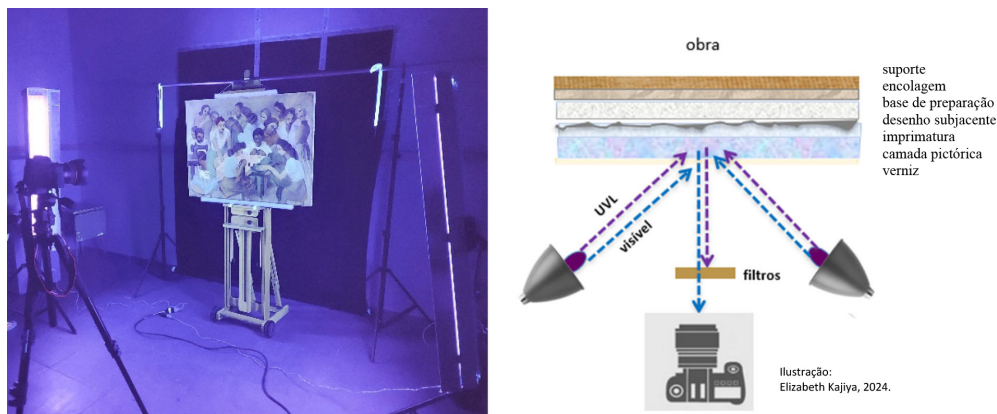 obra
suporte
encolagem
base de preparação
desenho subjacente
imprimatura
camada pictórica
verniz
UVL
visível
filtros
Ilustração:
Elizabeth Kajiya, 2024.